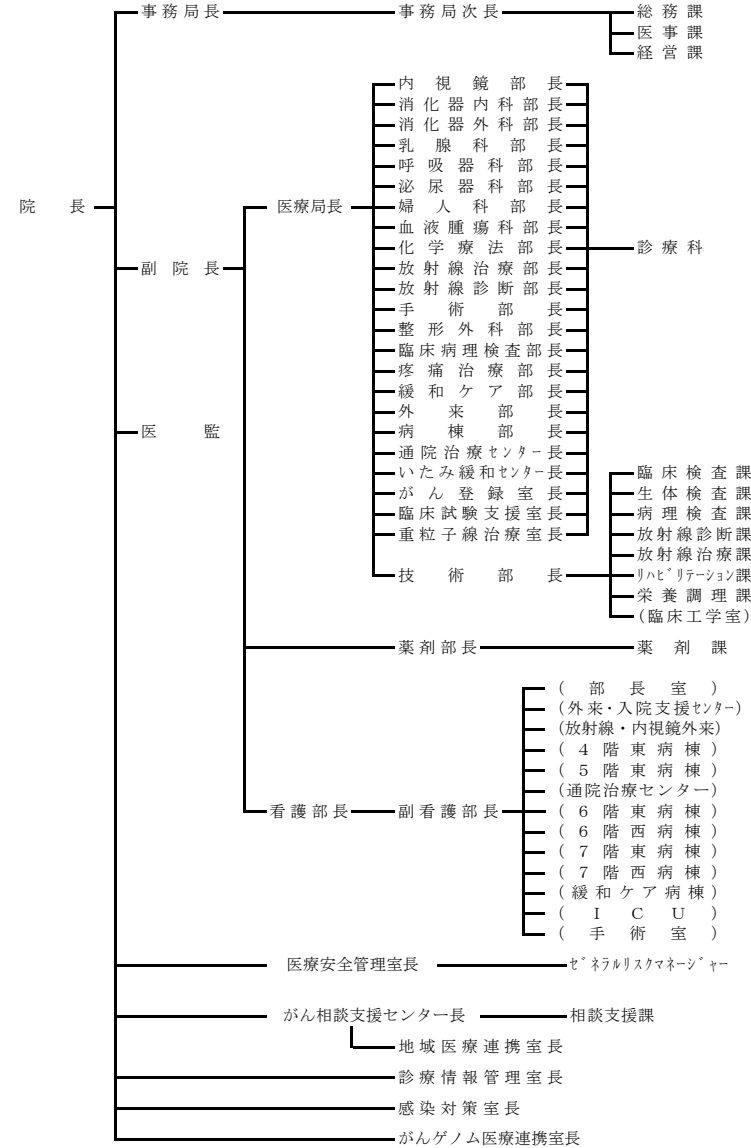 事務局長 事務局次長 総務課
医事課
経営課
内視鏡部長
消化器内科部長
消化器外科部長
乳腺科部長
呼吸器科部長
泌尿器科部長
院長 医療局長 婦人科部長
血液腫瘍科部長
化学療法部長 診療科
副院長 放射線治療部長
放射線診断部長
手術部長
整形外科部長
臨床病理検査部長
疼痛治療部長
緩和ケア部長
外来部長
医監 病棟部長
通院治療センター長
いたみ緩和センター長 臨床検査課
がん登録室長 生体検査課
臨床試験支援室長 病理検査課
重粒子線治療室長 放射線診断課
放射線治療課
技術部長 リハビリテーション課
栄養調理課
(臨床工学室)
薬剤部長 薬剤課
(部長室)
(外来・入院支援センター)
(放射線・内視鏡外来)
(4階東病棟)
(5階東病棟)
(通院治療センター)
看護部長 副看護部長 (6階東病棟)
(6階西病棟)
(7階東病棟)
(7階西病棟)
(緩和ケア病棟)
(ICU)
(手術室)
医療安全管理室長 ゼネラルリスクマネージャー
がん相談支援センター長 相談支援課
地域医療連携室長
診療情報管理室長
感染対策室長
がんゲノム医療連携室長